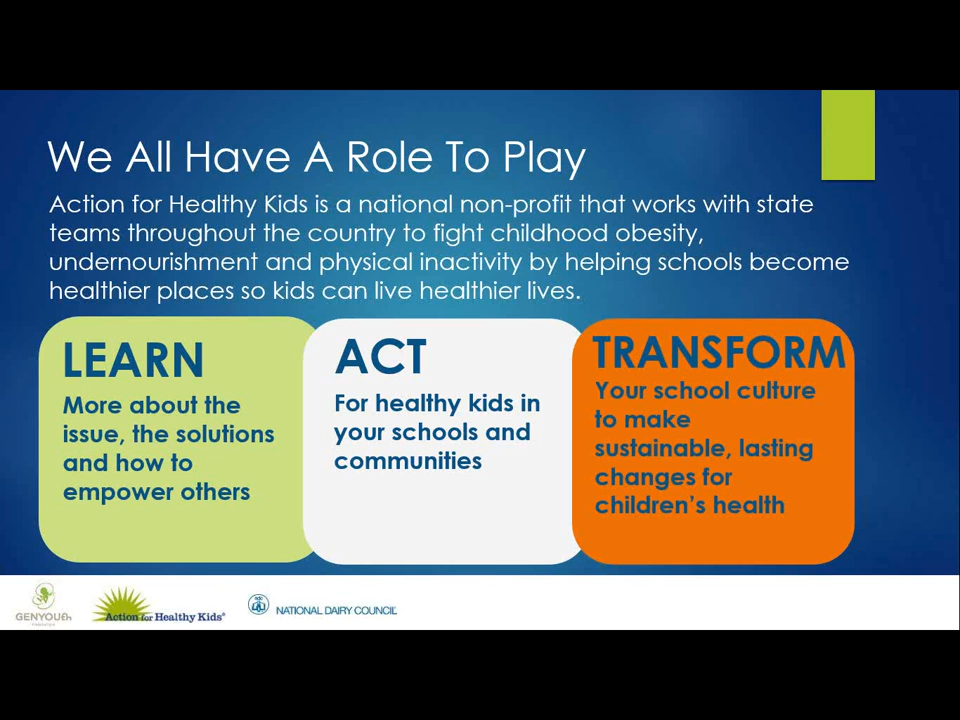 We All Have A Role To Play
Action for Healthy Kids is a national non-profit that works with state
teams throughout the country to fight childhood obesity,
undernourishment and physical inactivity by helping schools become
healthier places so kids can live healthier lives.
LEARN
More about the
issue, the solutions
and how to
empower others
ACT
For healthy kids in
your schools and
communities
TRANSFORM
Your school culture
to make
sustainable, lasting
changes for
children's health
GENYOUth
Action for Healthy Kids®
NATIONAL DAIRY COUNCIL